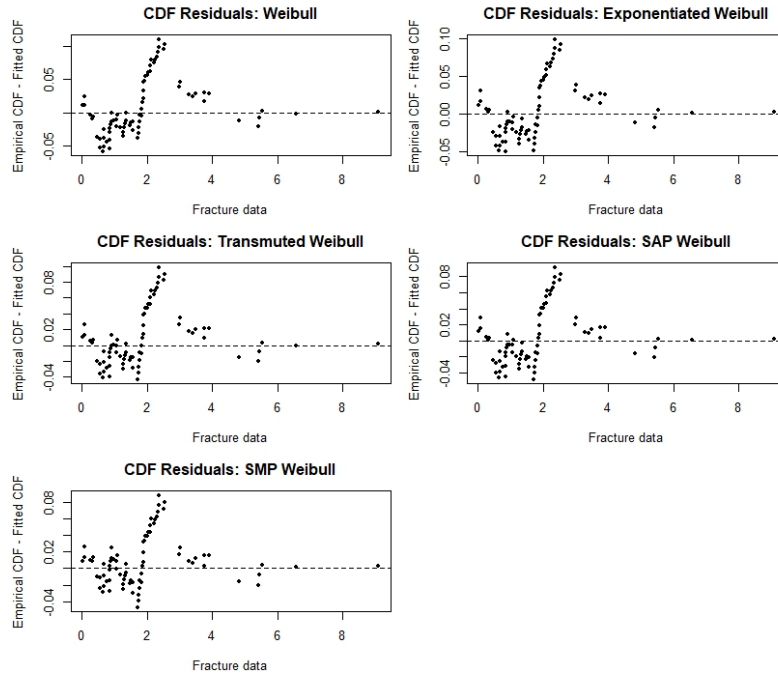 CDF Residuals: Weibull
Empirical CDF - Fitted CDF
0.05
-0.05
0 2 4 6 8
Fracture data
CDF Residuals: Exponentiated Weibull
Empirical CDF - Fitted CDF
0.10
0.05
0.00
-0.05
0 2 4 6 8
Fracture data
CDF Residuals: Transmuted Weibull
Empirical CDF - Fitted CDF
0.08
0.02
-0.04
0 2 4 6 8
Fracture data
CDF Residuals: SAP Weibull
Empirical CDF - Fitted CDF
0.08
0.02
-0.04
0 2 4 6 8
Fracture data
CDF Residuals: SMP Weibull
Empirical CDF - Fitted CDF
0.08
0.02
-0.04
0 2 4 6 8
Fracture data